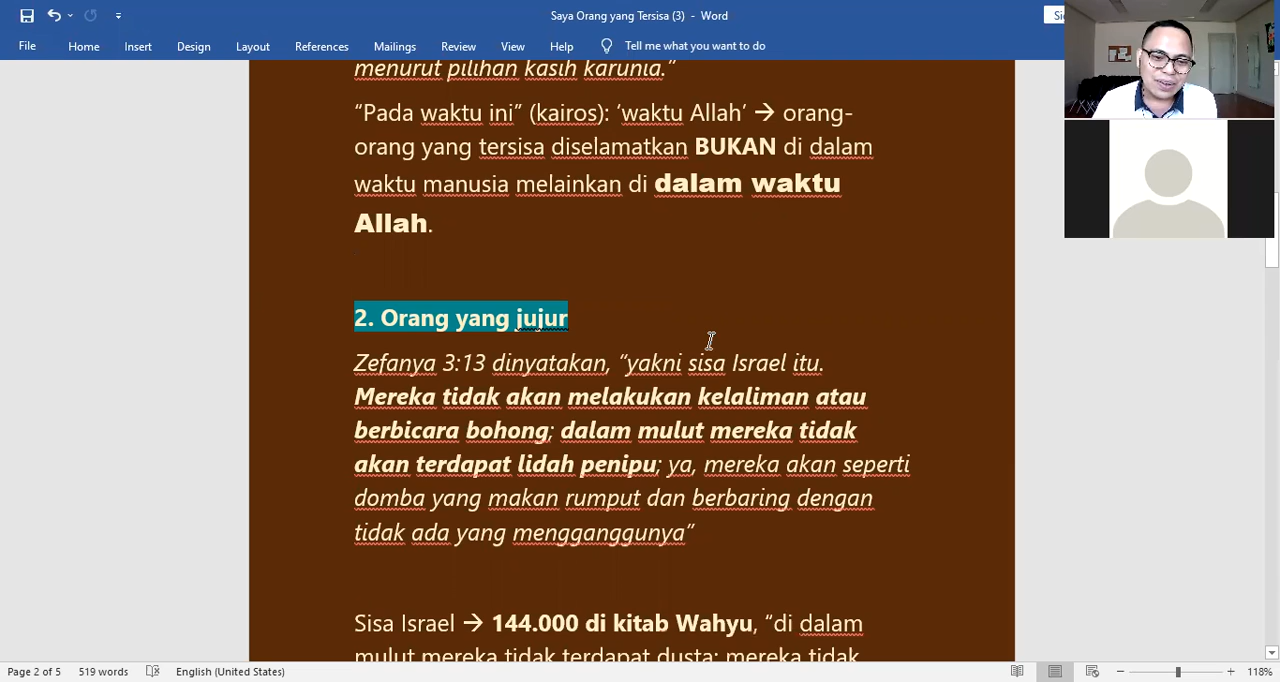 Saya Orang yang Tersisa (3) - Word
File Home Insert Design Layout References Mailings Review View Help Tell me what you want to do
menurut pilihan kasih karunia.”
“Pada waktu ini” (kairos): ‘waktu Allah’ → orang-
orang yang tersisa diselamatkan BUKAN di dalam
waktu manusia melainkan di dalam waktu
Allah.
2. Orang yang jujur
Zefanya 3:13 dinyatakan, “yakni sisa Israel itu.
Mereka tidak akan melakukan kelaliman atau
berbicara bohong; dalam mulut mereka tidak
akan terdapat lidah penipu; ya, mereka akan seperti
domba yang makan rumput dan berbaring dengan
tidak ada yang mengganggunya”
Sisa Israel → 144.000 di kitab Wahyu, “di dalam
mulut mereka tidak terdapat dusta; mereka tidak
Page 2 of 5 519 words English (United States) 118%